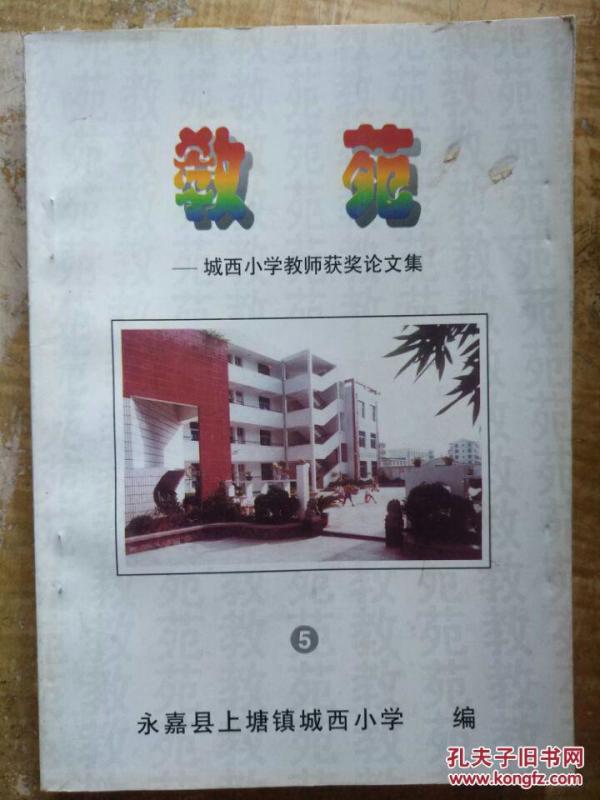 教 苑
— 城西小学教师获奖论文集
5
永嘉县上塘镇城西小学 编
孔夫子旧书网
www.kongfz.com